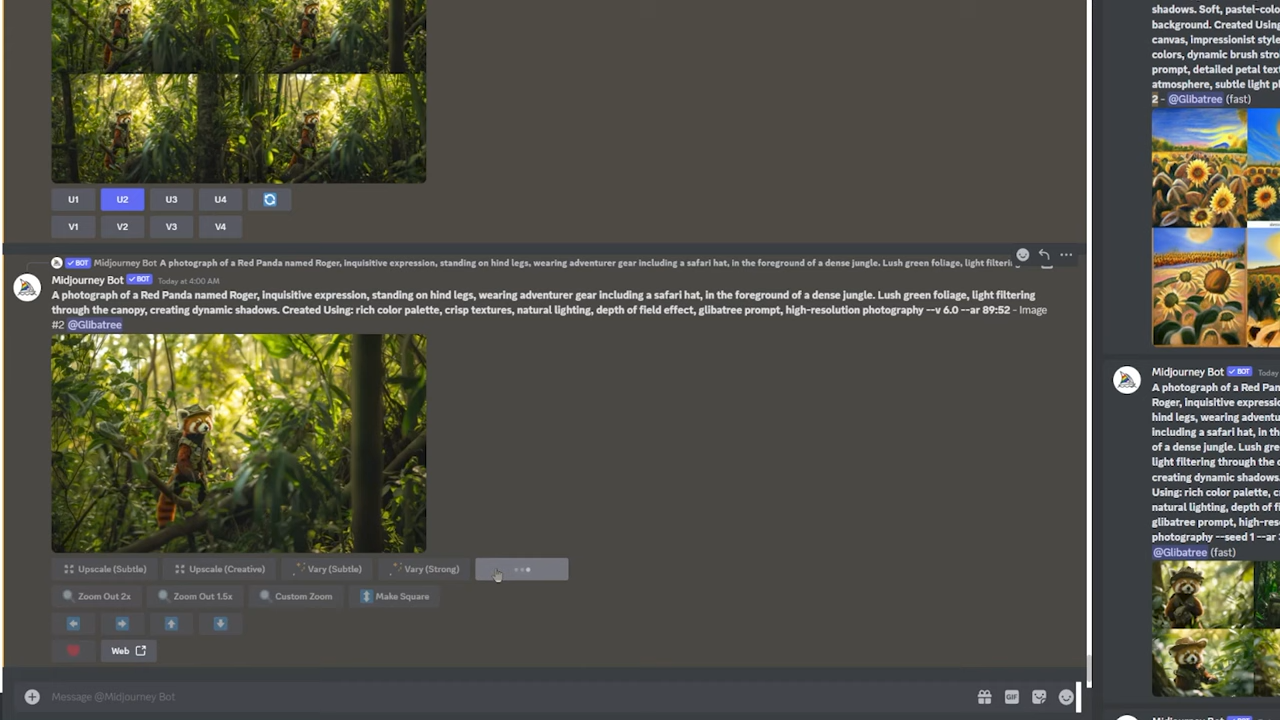 U1 U2 U3 U4
V1 V2 V3 V4
BOT Midjourney Bot A photograph of a Red Panda named Roger, inquisitive expression, standing on hind legs, wearing adventurer gear including a safari hat, in the foreground of a dense jungle. Lush green foliage, light
Midjourney Bot BOT Today at 4:00 AM
A photograph of a Red Panda named Roger, inquisitive expression, standing on hind legs, wearing adventurer gear including a safari hat, in the foreground of a dense jungle. Lush green foliage, light filtering
through the canopy, creating dynamic shadows. Created Using: rich color palette, crisp textures, natural lighting, depth of field effect, glibatree prompt, high-resolution photography --v 6.0 --ar 89:52 - Image
#2 @Glibatree
Upscale (Subtle) Upscale (Creative) Vary (Subtle) Vary (Strong)
Zoom Out 2x Zoom Out 1.5x Custom Zoom Make Square
Web
Message @Midjourney Bot
GIF
shadows. Soft, pastel-colo
background. Created Using
canvas, impressionist style
colors, dynamic brush stro
prompt, detailed petal text
atmosphere, subtle light pl
2 - @Glibatree (fast)
Midjourney Bot BOT Today
A photograph of a Red Pan
Roger, inquisitive expressio
hind legs, wearing adventu
including a safari hat, in the
of a dense jungle. Lush gre
light filtering through the c
creating dynamic shadows.
Using: rich color palette, c
natural lighting, depth of fi
glibatree prompt, high-res
photography --seed 1 --ar
@Glibatree (fast)